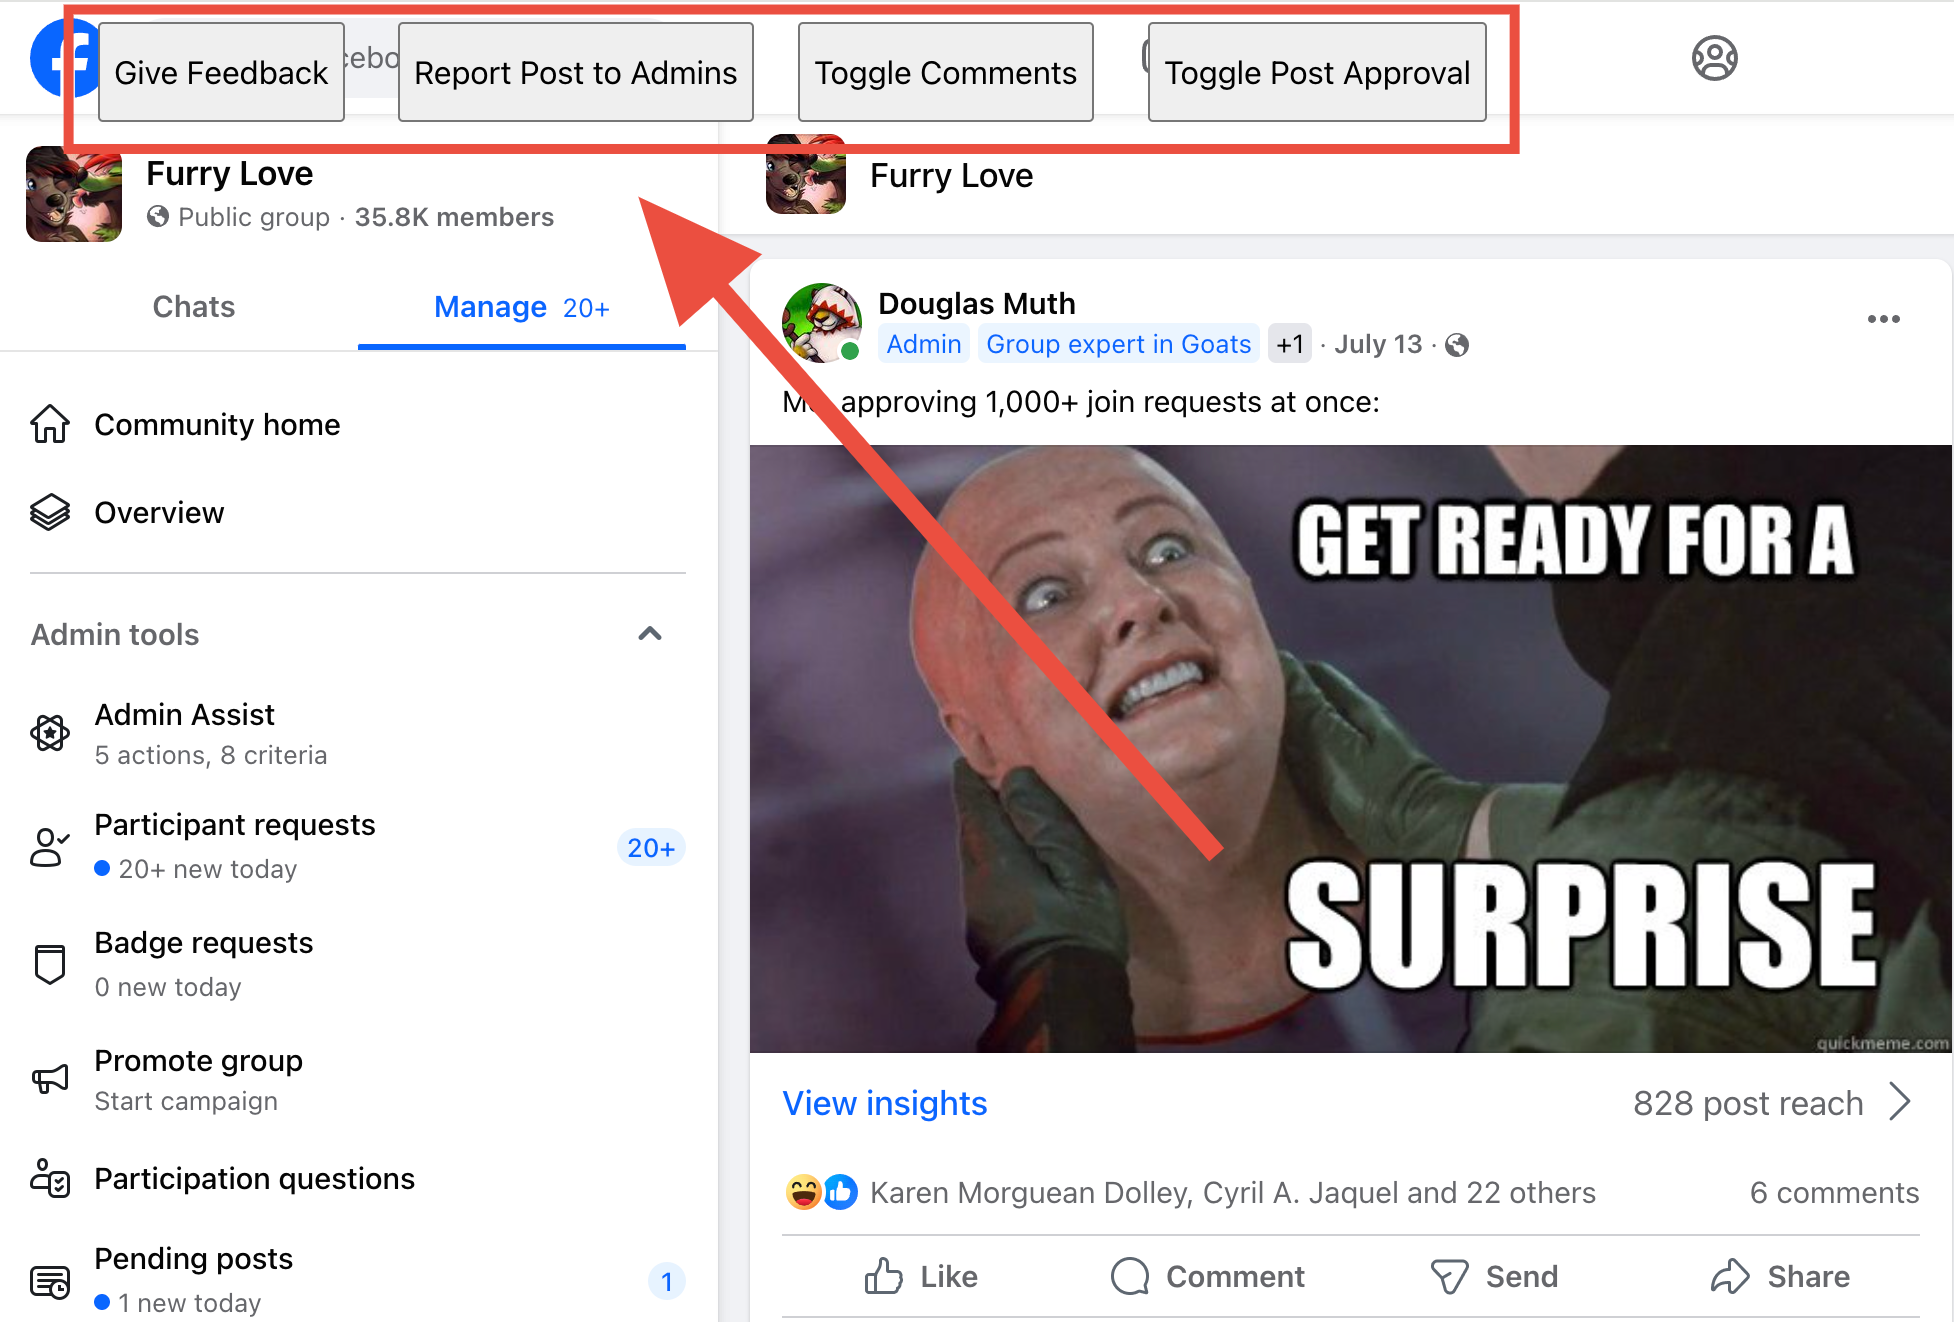 Give Feedback
cebo
Report Post to Admins
Toggle Comments
Toggle Post Approval
Furry Love
Public group · 35.8K members
Chats
Manage 20+
Community home
Overview
Admin tools
Admin Assist
5 actions, 8 criteria
Participant requests
20+ new today
20+
Badge requests
0 new today
Promote group
Start campaign
Participation questions
Pending posts
1 new today
1
Furry Love
Douglas Muth
Admin Group expert in Goats +1 · July 13 ·
approving 1,000+ join requests at once:
GET READY FOR A
SURPRISE
quickmeme.com
View insights
828 post reach
Karen Morguean Dolley, Cyril A. Jaquel and 22 others
6 comments
Like
Comment
Send
Share